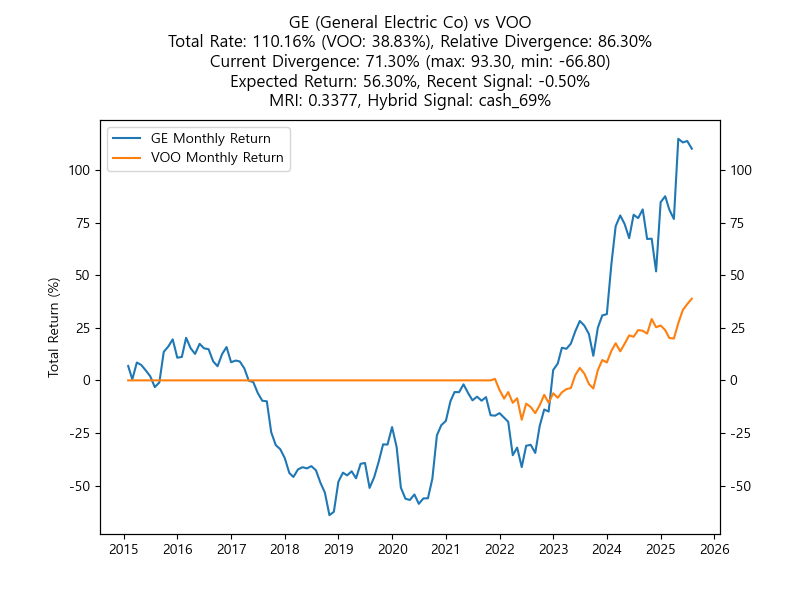 GE (General Electric Co) vs VOO
Total Rate: 110.16% (VOO: 38.83%), Relative Divergence: 86.30%
Current Divergence: 71.30% (max: 93.30, min: -66.80)
Expected Return: 56.30%, Recent Signal: -0.50%
MRI: 0.3377, Hybrid Signal: cash_69%
GE Monthly Return
VOO Monthly Return
Total Return (%)
100
75
50
25
0
-25
-50
100
75
50
25
0
-25
-50
2015 2016 2017 2018 2019 2020 2021 2022 2023 2024 2025 2026